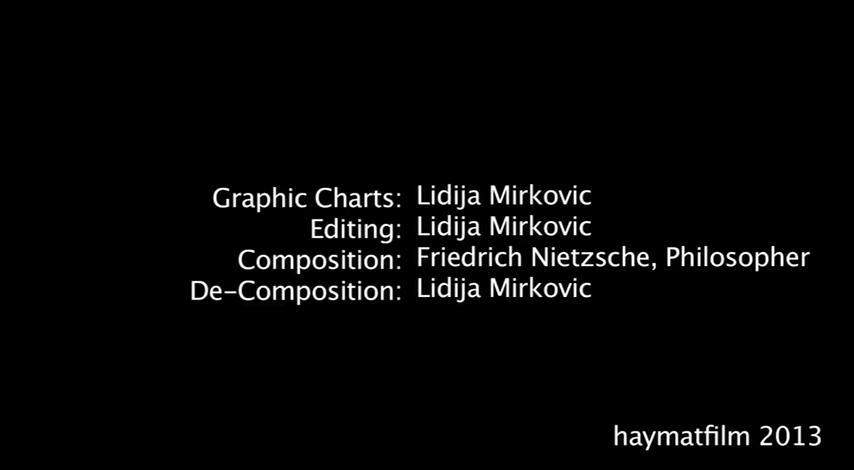 Graphic Charts: Lidija Mirkovic
Editing: Lidija Mirkovic
Composition: Friedrich Nietzsche, Philosopher
De-Composition: Lidija Mirkovic
haymatfilm 2013